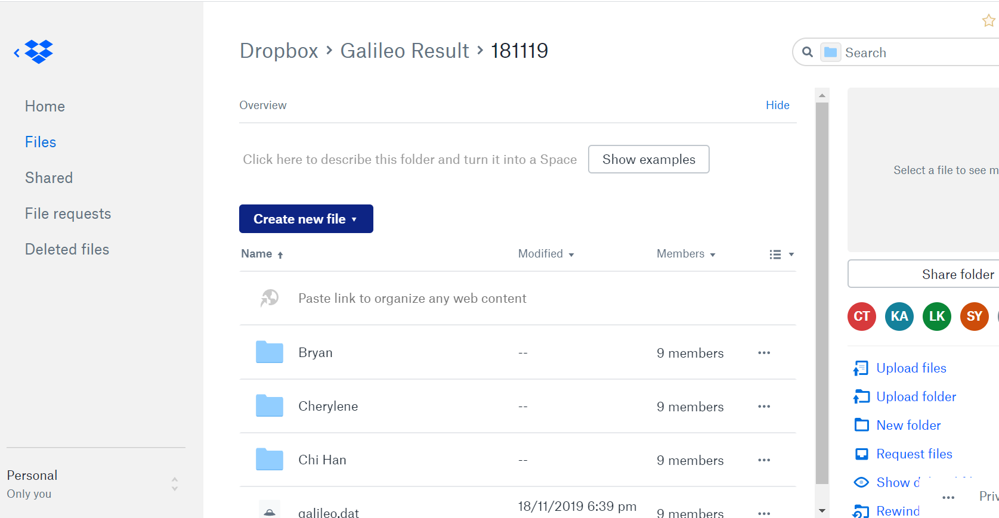 Dropbox › Galileo Result › 181119
Search
Home
Files
Shared
File requests
Deleted files
Personal
Only you
Overview
Hide
Click here to describe this folder and turn it into a Space
Show examples
Create new file
Name
Modified
Members
Paste link to organize any web content
Bryan -- 9 members
Cherylene -- 9 members
Chi Han -- 9 members
galileo.dat 18/11/2019 6:39 pm 9 members
Select a file to see m
Share folder
CT KA LK SY
Upload files
Upload folder
New folder
Request files
Show
Rewind
Priv